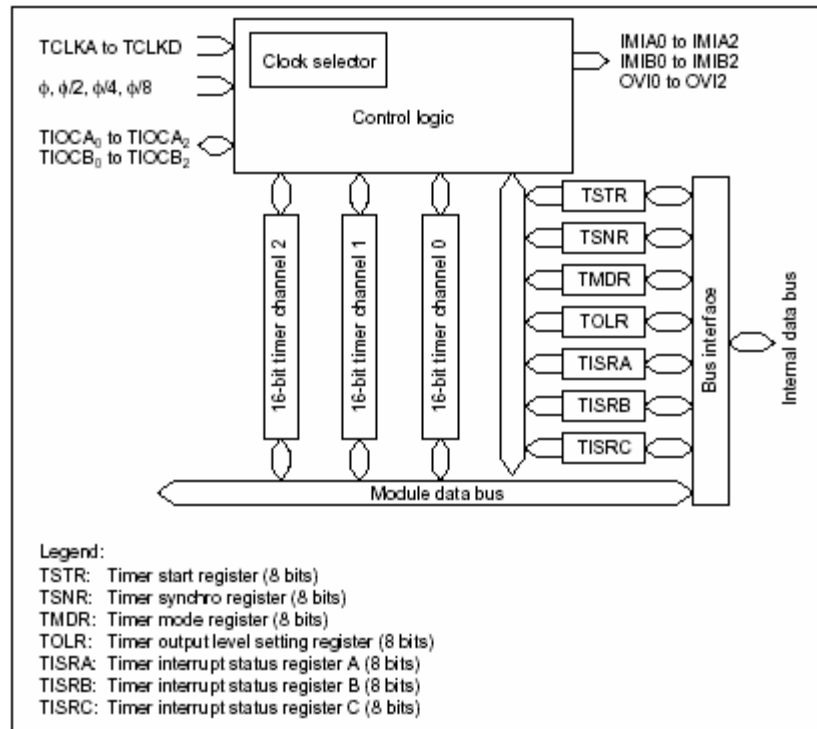 TCLKA to TCLKD
ϕ, ϕ/2, ϕ/4, ϕ/8
TIOCA₀ to TIOCA₂
TIOCB₀ to TIOCB₂
Clock selector
Control logic
IMIA0 to IMIA2
IMIB0 to IMIB2
OVI0 to OVI2
16-bit timer channel 2
16-bit timer channel 1
16-bit timer channel 0
TSTR
TSNR
TMDR
TOLR
TISRA
TISRB
TISRC
Bus interface
Internal data bus
Module data bus
Legend:
TSTR: Timer start register (8 bits)
TSNR: Timer synchro register (8 bits)
TMDR: Timer mode register (8 bits)
TOLR: Timer output level setting register (8 bits)
TISRA: Timer interrupt status register A (8 bits)
TISRB: Timer interrupt status register B (8 bits)
TISRC: Timer interrupt status register C (8 bits)